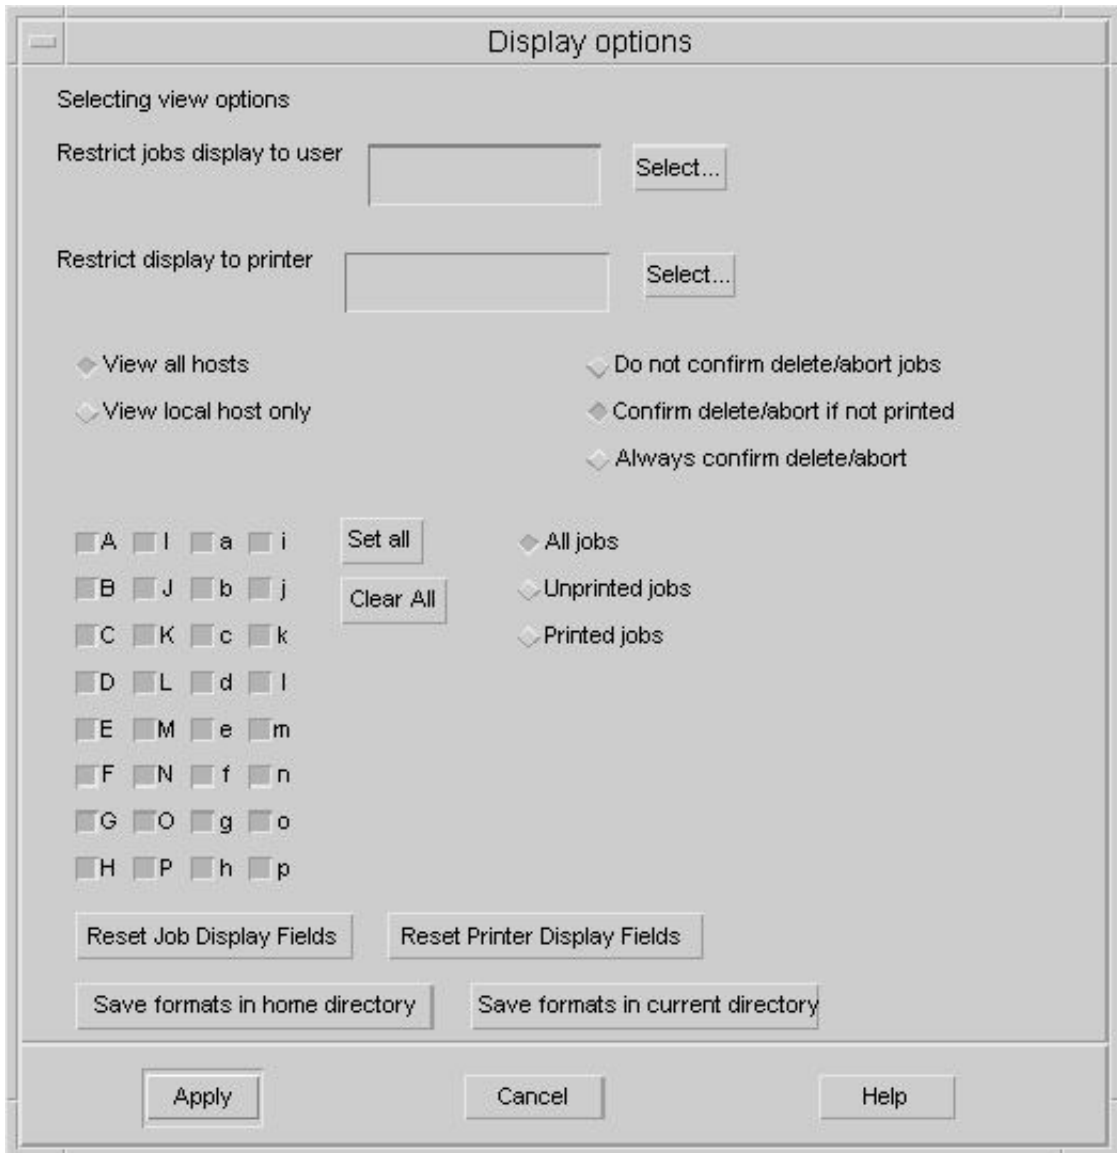 Display options
Selecting view options
Restrict jobs display to user Select...
Restrict display to printer Select...
View all hosts Do not confirm delete/abort jobs
View local host only Confirm delete/abort if not printed
Always confirm delete/abort
A I a i Set all All jobs
B J b j Clear All Unprinted jobs
C K c k Printed jobs
D L d l
E M e m
F N f n
G O g o
H P h p
Reset Job Display Fields Reset Printer Display Fields
Save formats in home directory Save formats in current directory
Apply Cancel Help